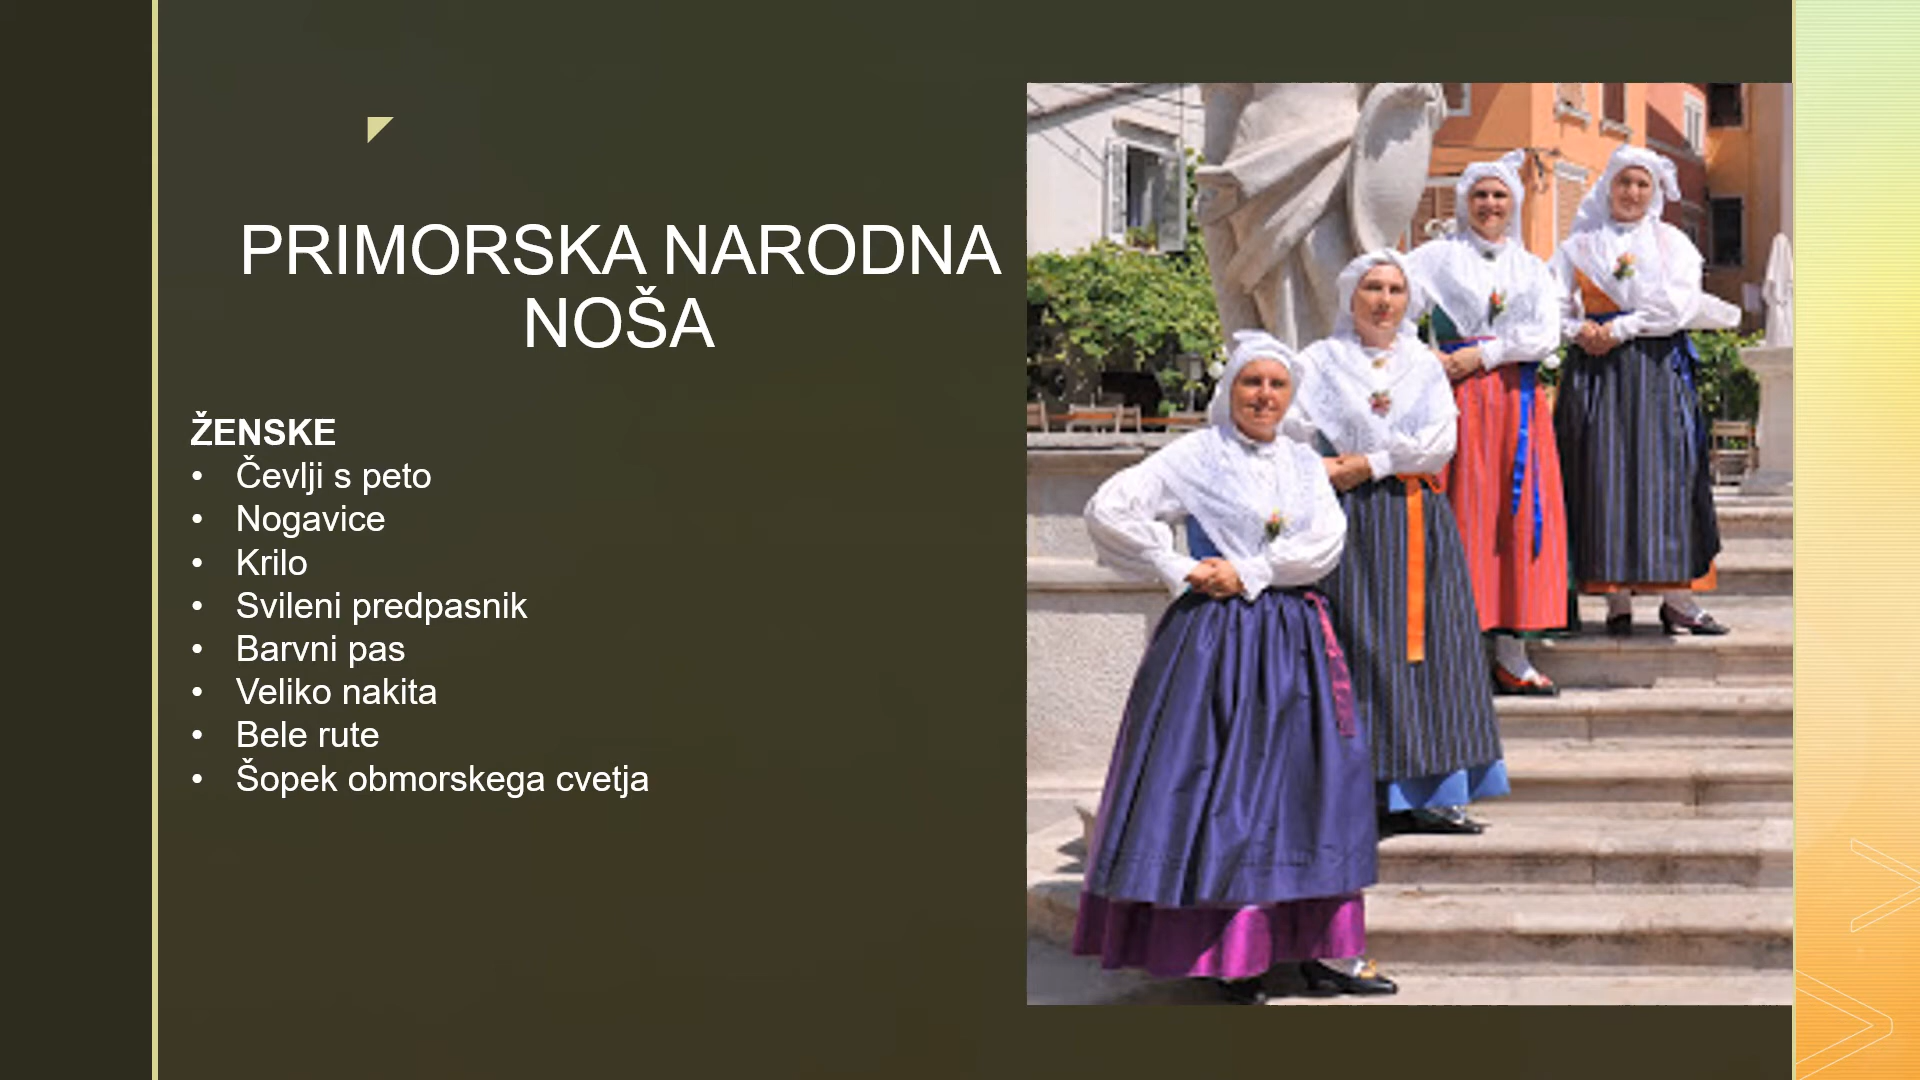 PRIMORSKA NARODNA
NOŠA
ŽENSKE
• Čevlji s peto
• Nogavice
• Krilo
• Svileni predpasnik
• Barvni pas
• Veliko nakita
• Bele rute
• Šopek obmorskega cvetja